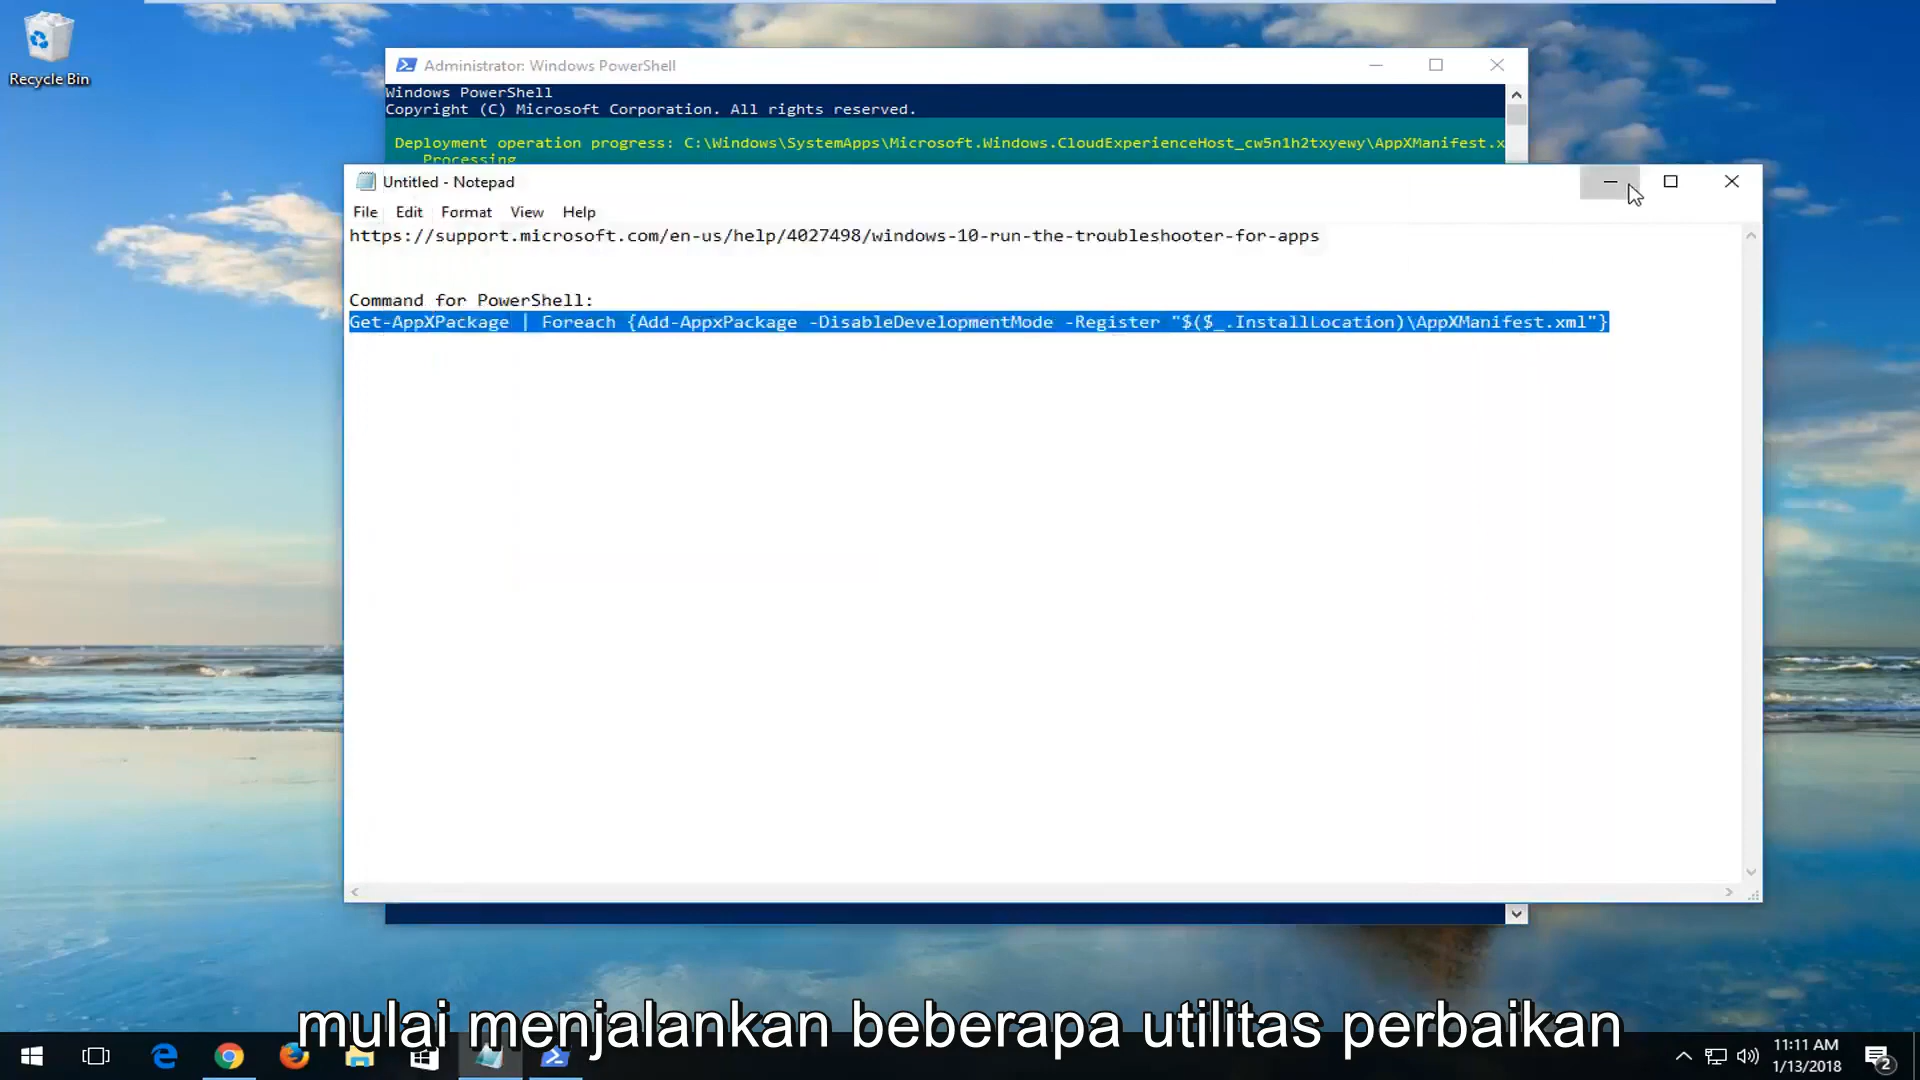 Recycle Bin
Administrator: Windows PowerShell
Windows PowerShell
Copyright (C) Microsoft Corporation. All rights reserved.
Deployment operation progress: C:\Windows\SystemApps\Microsoft.Windows.CloudExperienceHost_cw5n1h2txyewy\AppXManifest.x
Processing
Untitled - Notepad
File Edit Format View Help
https://support.microsoft.com/en-us/help/4027498/windows-10-run-the-troubleshooter-for-apps
Command for PowerShell:
Get-AppXPackage | Foreach {Add-AppxPackage -DisableDevelopmentMode -Register "$($_.InstallLocation)\AppXManifest.xml"}
mulai menjalankan beberapa utilitas perbaikan
11:11 AM
1/13/2018
2